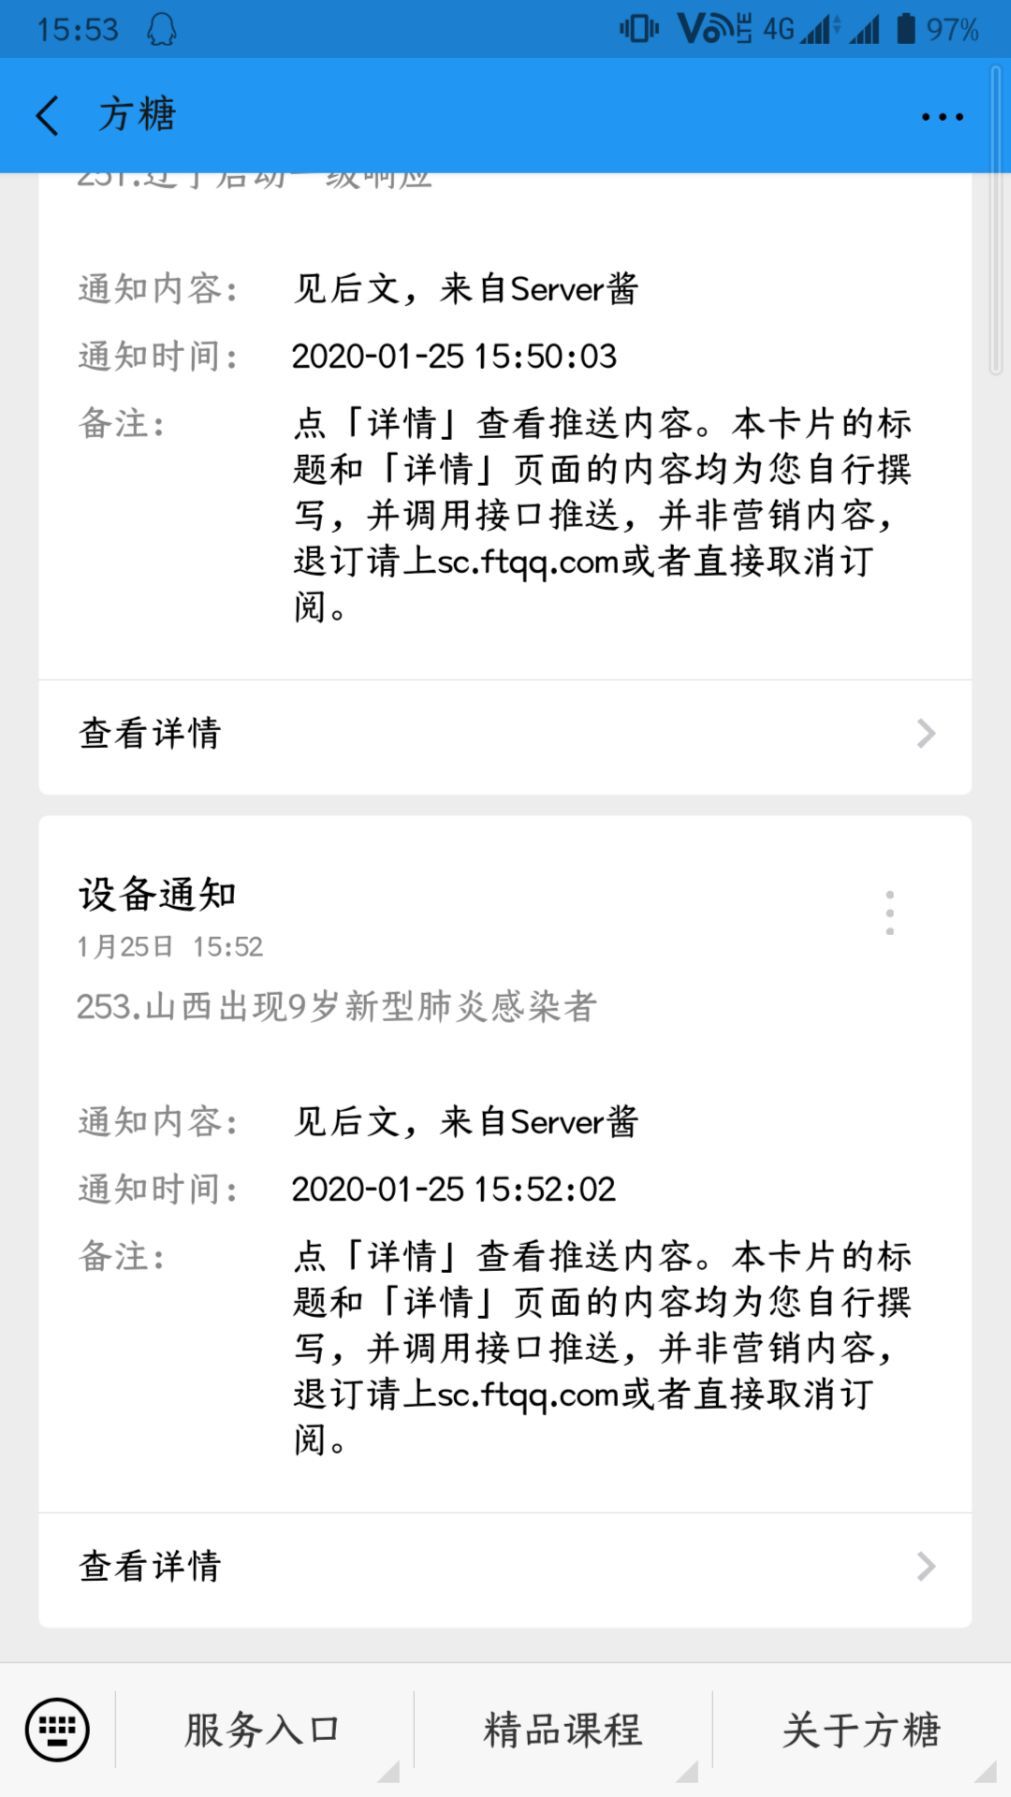 15:53 4G 97%
方糖
251.辽宁启动一级响应
通知内容： 见后文，来自Server酱
通知时间： 2020-01-25 15:50:03
备注： 点「详情」查看推送内容。本卡片的标
题和「详情」页面的内容均为您自行撰
写，并调用接口推送，并非营销内容，
退订请上sc.ftqq.com或者直接取消订
阅。
查看详情
设备通知
1月25日 15:52
253.山西出现9岁新型肺炎感染者
通知内容： 见后文，来自Server酱
通知时间： 2020-01-25 15:52:02
备注： 点「详情」查看推送内容。本卡片的标
题和「详情」页面的内容均为您自行撰
写，并调用接口推送，并非营销内容，
退订请上sc.ftqq.com或者直接取消订
阅。
查看详情
服务入口 精品课程 关于方糖